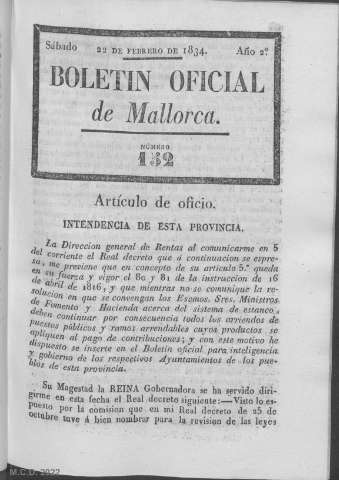 Sábado 22 DE FEBRERO DE 1834. Año 2.º
BOLETIN OFICIAL
de Mallorca.
NÚMERO
132
Artículo de oficio.
INTENDENCIA DE ESTA PROVINCIA.
La Direccion general de Rentas al comunicarme en 5
del corriente el Real decreto que á continuacion se espre-
sa, me previene que en concepto de su artículo 5.º queda
en su fuerza y vigor el 80 y 81 de la instruccion de 16
de abril de 1816, y que mientras no se comunique la re-
solucion en que se convengan los Escmos. Sres. Ministros
de Fomento y Hacienda acerca del sistema de estanco,
deben continuar por consecuencia todos los arriendos de
puestos públicos y ramos arrendables cuyos productos se
apliquen al pago de contribuciones; y con este motivo he
dispuesto se inserte en el Boletin oficial para inteligencia
y gobierno de los respectivos Ayuntamientos de los pue-
blos de esta provincia.
Su Magestad la REINA Gobernadora se ha servido diri-
girme en esta fecha el Real decreto siguiente:—Visto lo es-
puesto por la comision que en mi Real decreto de 25 de
octubre tuve á bien nombrar para la revision de las leyes
M.C.D. 2022